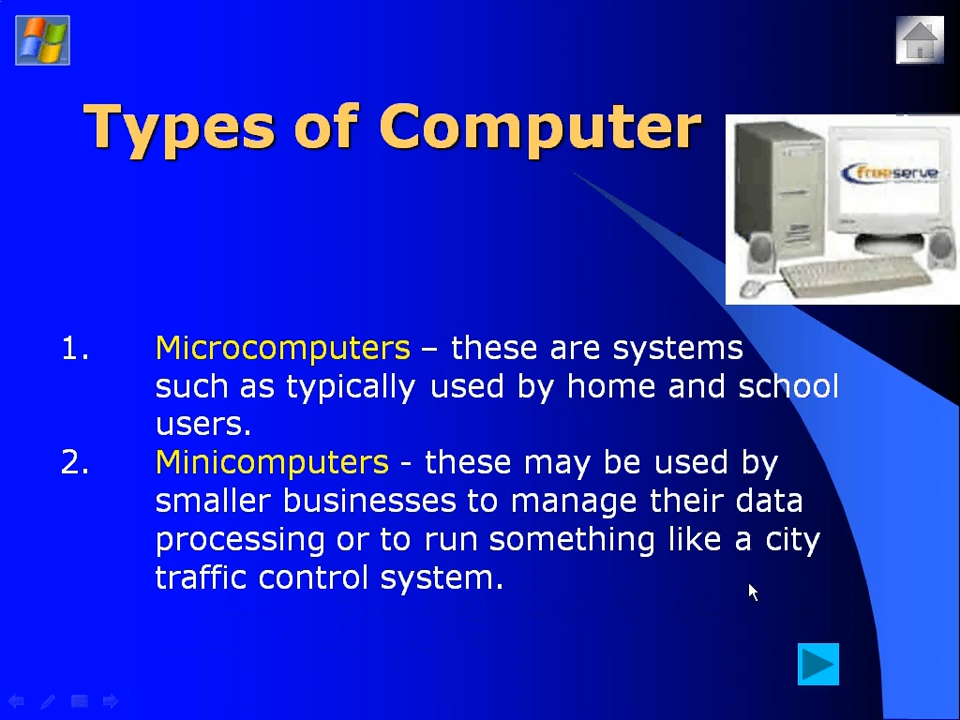 Types of Computer
freeserve
1. Microcomputers – these are systems
such as typically used by home and school
users.
2. Minicomputers - these may be used by
smaller businesses to manage their data
processing or to run something like a city
traffic control system.